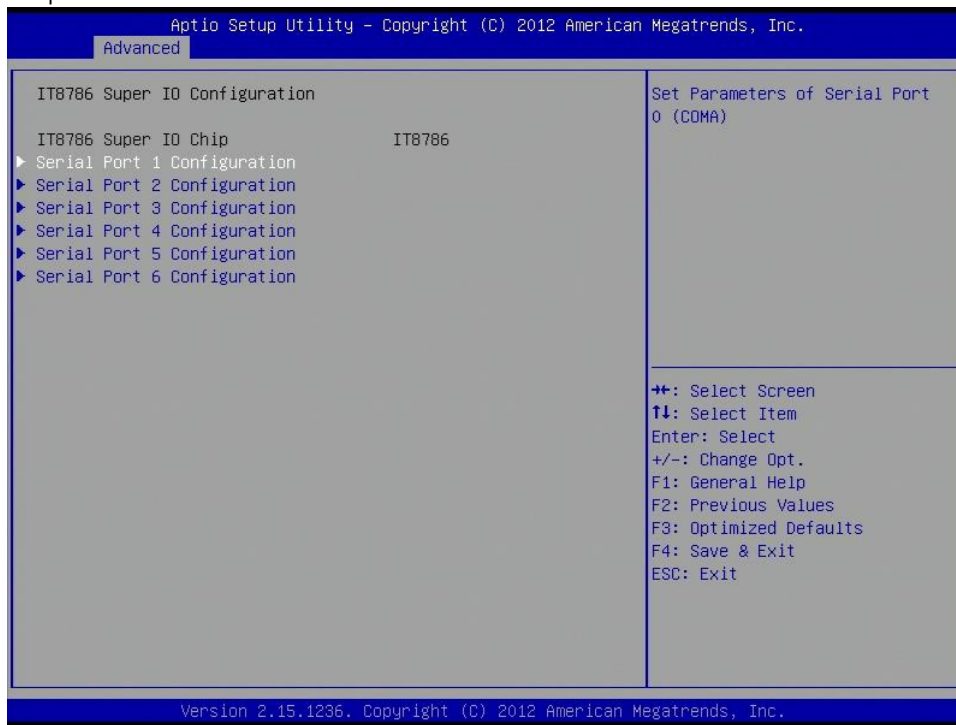 Aptio Setup Utility – Copyright (C) 2012 American Megatrends, Inc.
Advanced
IT8786 Super IO Configuration
IT8786 Super IO Chip IT8786
▶ Serial Port 1 Configuration
▶ Serial Port 2 Configuration
▶ Serial Port 3 Configuration
▶ Serial Port 4 Configuration
▶ Serial Port 5 Configuration
▶ Serial Port 6 Configuration
Set Parameters of Serial Port
0 (COMA)
→←: Select Screen
↑↓: Select Item
Enter: Select
+/-: Change Opt.
F1: General Help
F2: Previous Values
F3: Optimized Defaults
F4: Save & Exit
ESC: Exit
Version 2.15.1236. Copyright (C) 2012 American Megatrends, Inc.